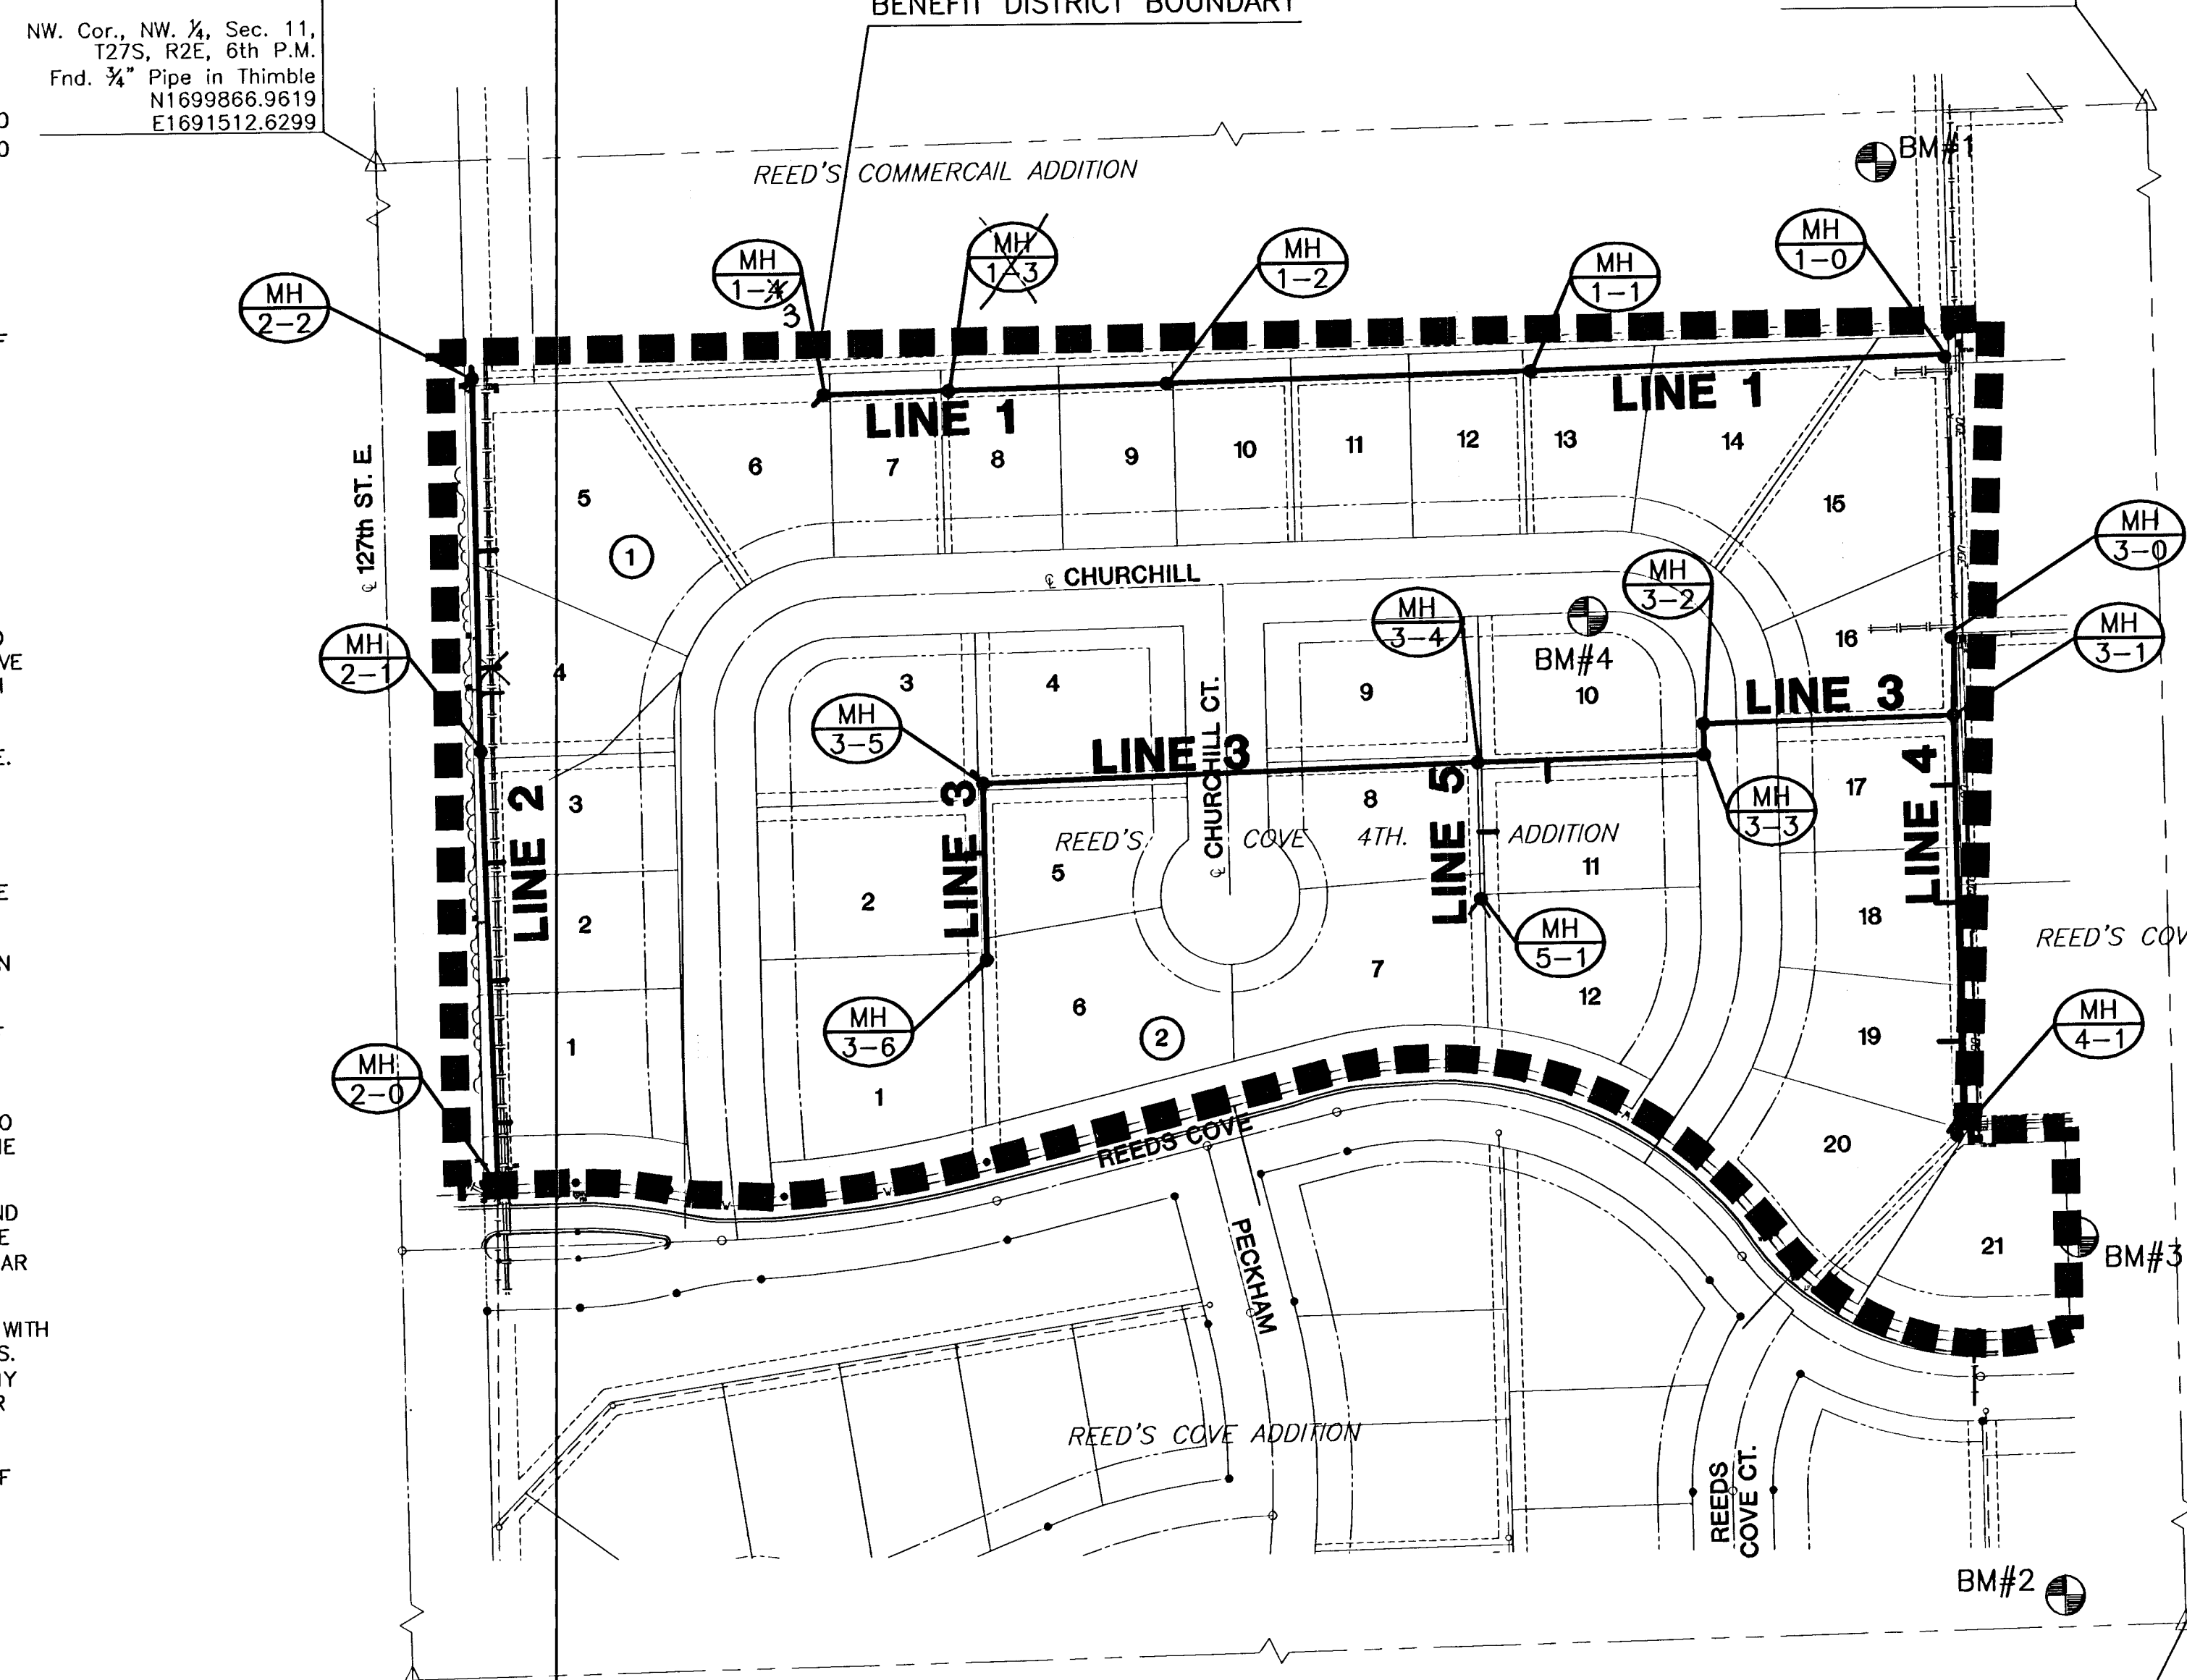 BENEFIT DISTRICT BOUNDARY
NW. Cor., NW. ¼, Sec. 11,
T27S, R2E, 6th P.M.
Fnd. ¾" Pipe in Thimble
N1699866.9619
E1691512.6299
REED'S COMMERCAIL ADDITION
BM#1
MH
1-0
MH
1-1
MH
1-2
MH
1-3
MH
1-4
3
MH
2-2
LINE 1
LINE 1
5
6
7
8
9
10
11
12
13
14
15
16
17
18
19
20
21
1
℄ 127th ST. E.
℄ CHURCHILL
MH
3-0
MH
3-1
MH
3-2
MH
3-4
BM#4
MH
2-1
4
3
2
1
LINE 2
3
4
9
10
MH
3-5
LINE 3
LINE 3
LINE 3
℄ CHURCHILL CT.
LINE 5
LINE 4
8
MH
3-3
REED'S COVE 4TH. ADDITION
5
11
2
7
6
12
MH
5-1
REED'S COV
MH
3-6
2
1
MH
4-1
MH
2-0
REEDS COVE
PECKHAM
BM#3
REED'S COVE ADDITION
REEDS
COVE CT.
BM#2
VE
E.
E
N
O
NE
ND
E
AR
WITH
S.
NY
R
F